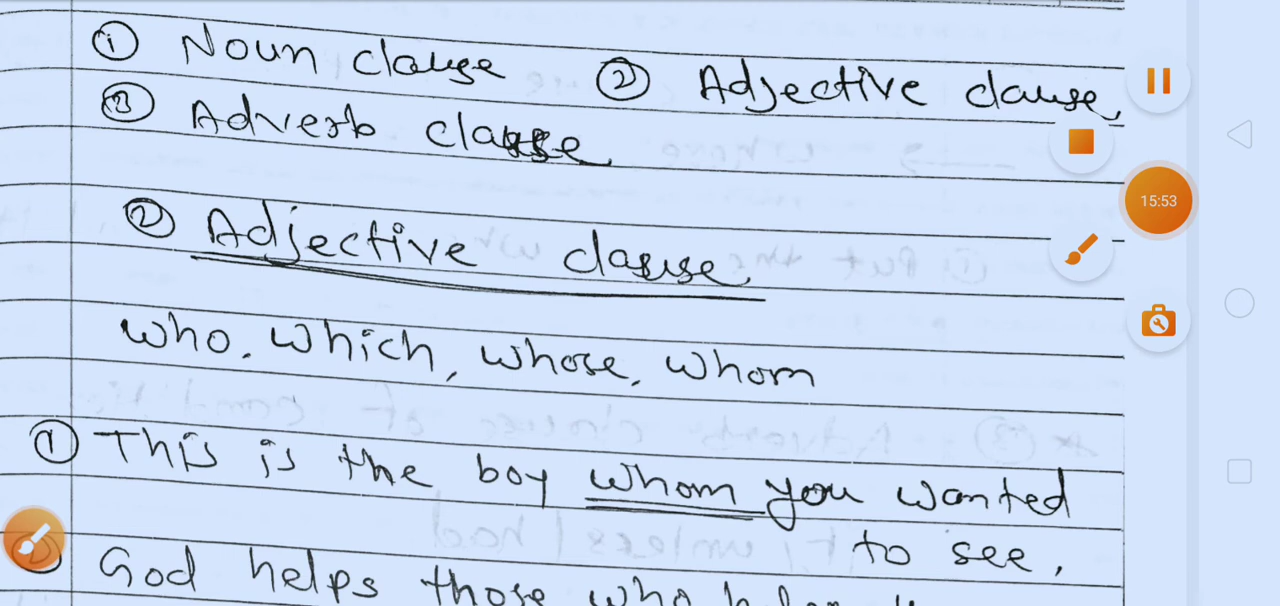 ① Noun clause ② Adjective clause,
③ Adverb clause
② Adjective clause
who, which, whose, whom
① This is the boy whom you wanted
to see,
God helps those who
15:53